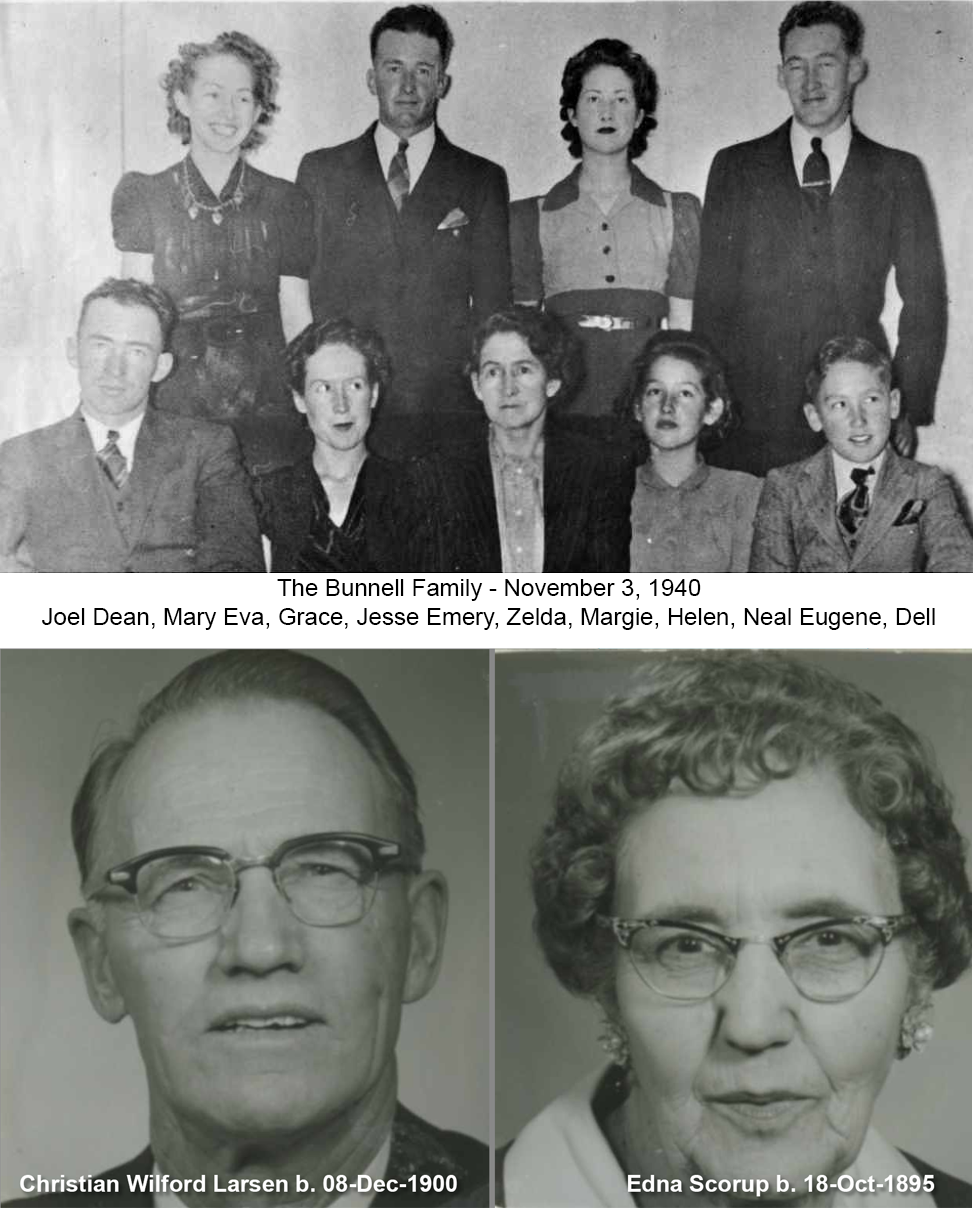 The Bunnell Family - November 3, 1940
Joel Dean, Mary Eva, Grace, Jesse Emery, Zelda, Margie, Helen, Neal Eugene, Dell
Christian Wilford Larsen b. 08-Dec-1900
Edna Scorup b. 18-Oct-1895